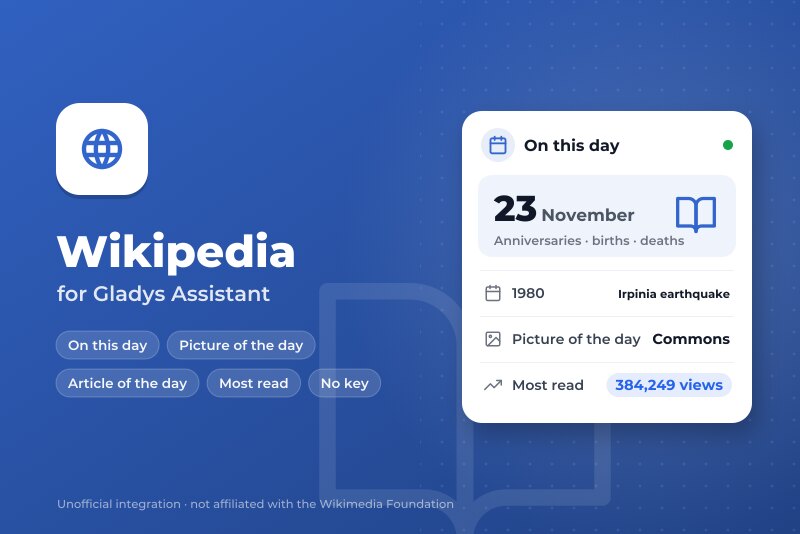 Wikipedia
for Gladys Assistant
On this day
Picture of the day
Article of the day
Most read
No key
Unofficial integration · not affiliated with the Wikimedia Foundation
On this day
23 November
Anniversaries · births · deaths
1980 Irpinia earthquake
Picture of the day Commons
Most read 384,249 views